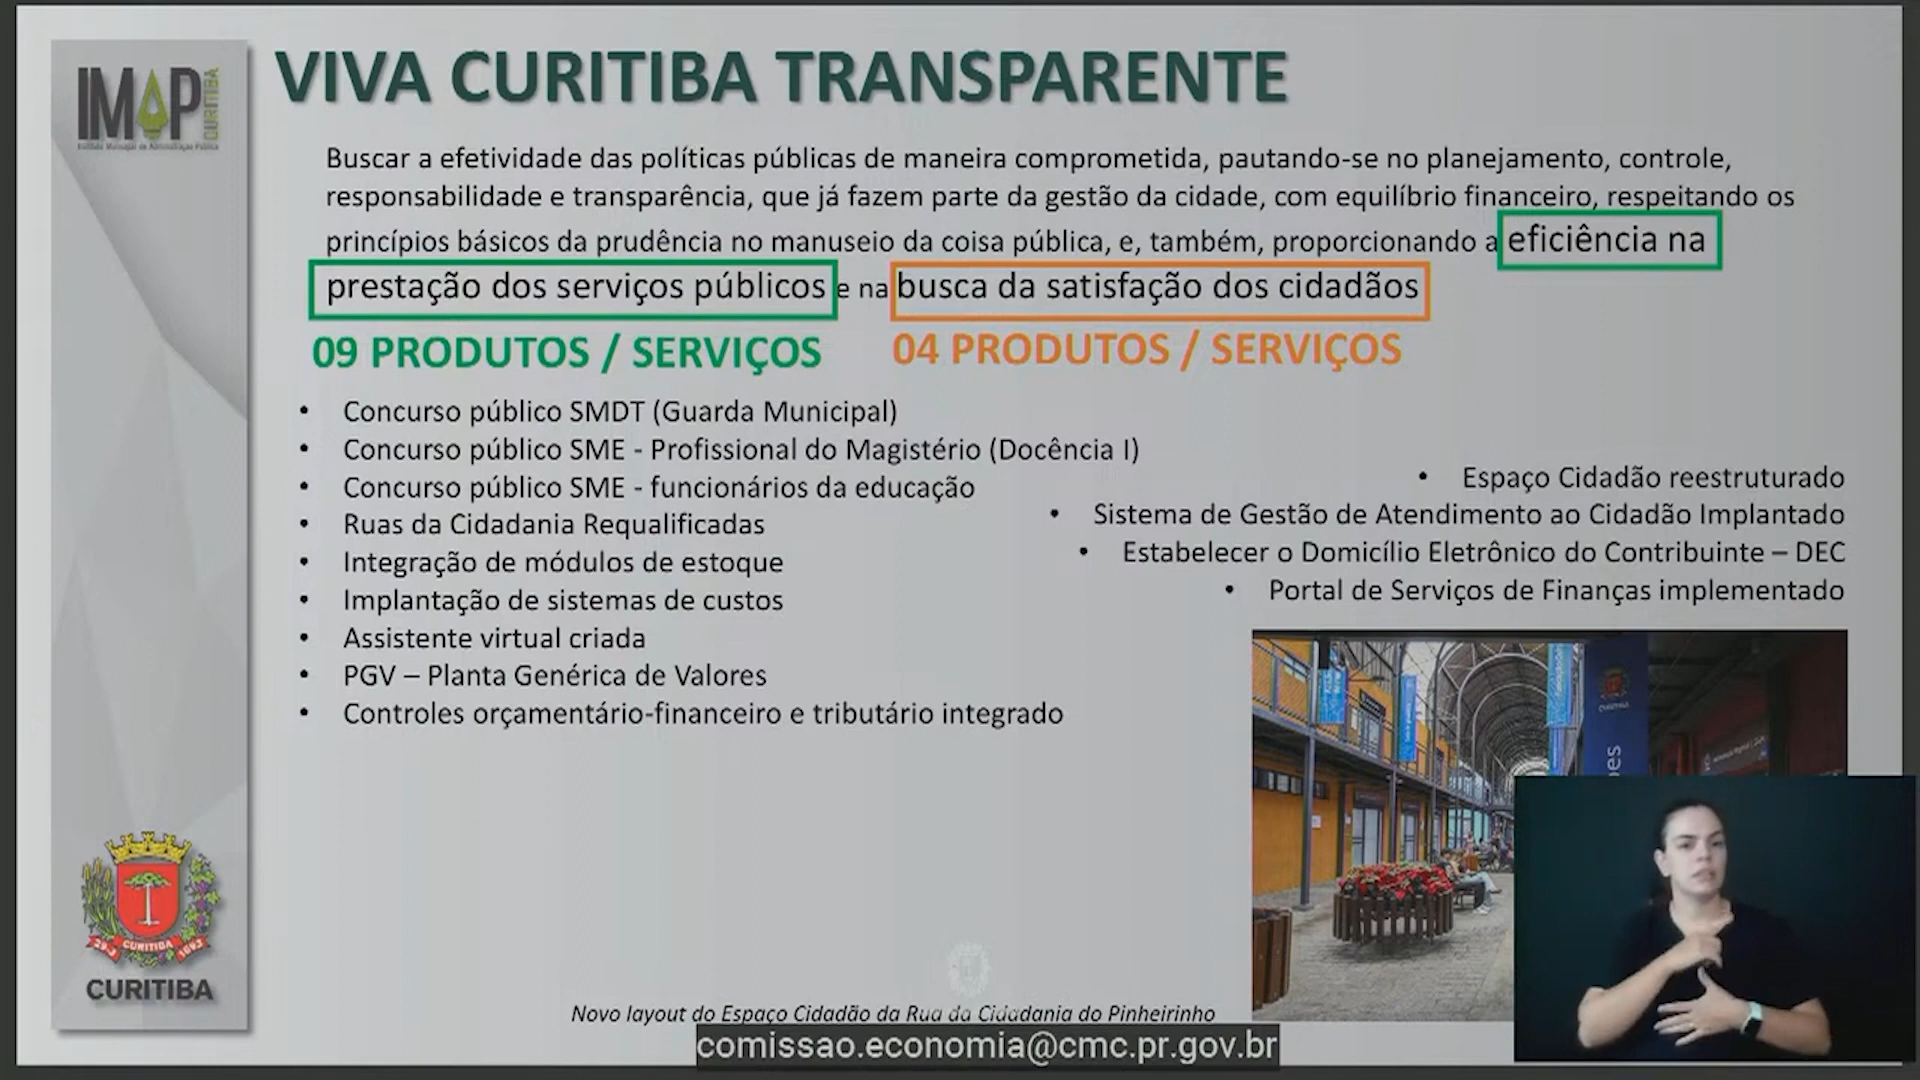 IMAP CURITIBA
Instituto Municipal de Administração Pública
VIVA CURITIBA TRANSPARENTE
Buscar a efetividade das políticas públicas de maneira comprometida, pautando-se no planejamento, controle,
responsabilidade e transparência, que já fazem parte da gestão da cidade, com equilíbrio financeiro, respeitando os
princípios básicos da prudência no manuseio da coisa pública, e, também, proporcionando a eficiência na
prestação dos serviços públicos e na busca da satisfação dos cidadãos
09 PRODUTOS / SERVIÇOS
• Concurso público SMDT (Guarda Municipal)
• Concurso público SME - Profissional do Magistério (Docência I)
• Concurso público SME - funcionários da educação
• Ruas da Cidadania Requalificadas
• Integração de módulos de estoque
• Implantação de sistemas de custos
• Assistente virtual criada
• PGV – Planta Genérica de Valores
• Controles orçamentário-financeiro e tributário integrado
04 PRODUTOS / SERVIÇOS
• Espaço Cidadão reestruturado
• Sistema de Gestão de Atendimento ao Cidadão Implantado
• Estabelecer o Domicílio Eletrônico do Contribuinte – DEC
• Portal de Serviços de Finanças implementado
CURITIBA
CURITIBA
Novo layout do Espaço Cidadão da Rua da Cidadania do Pinheirinho
comissao.economia@cmc.pr.gov.br